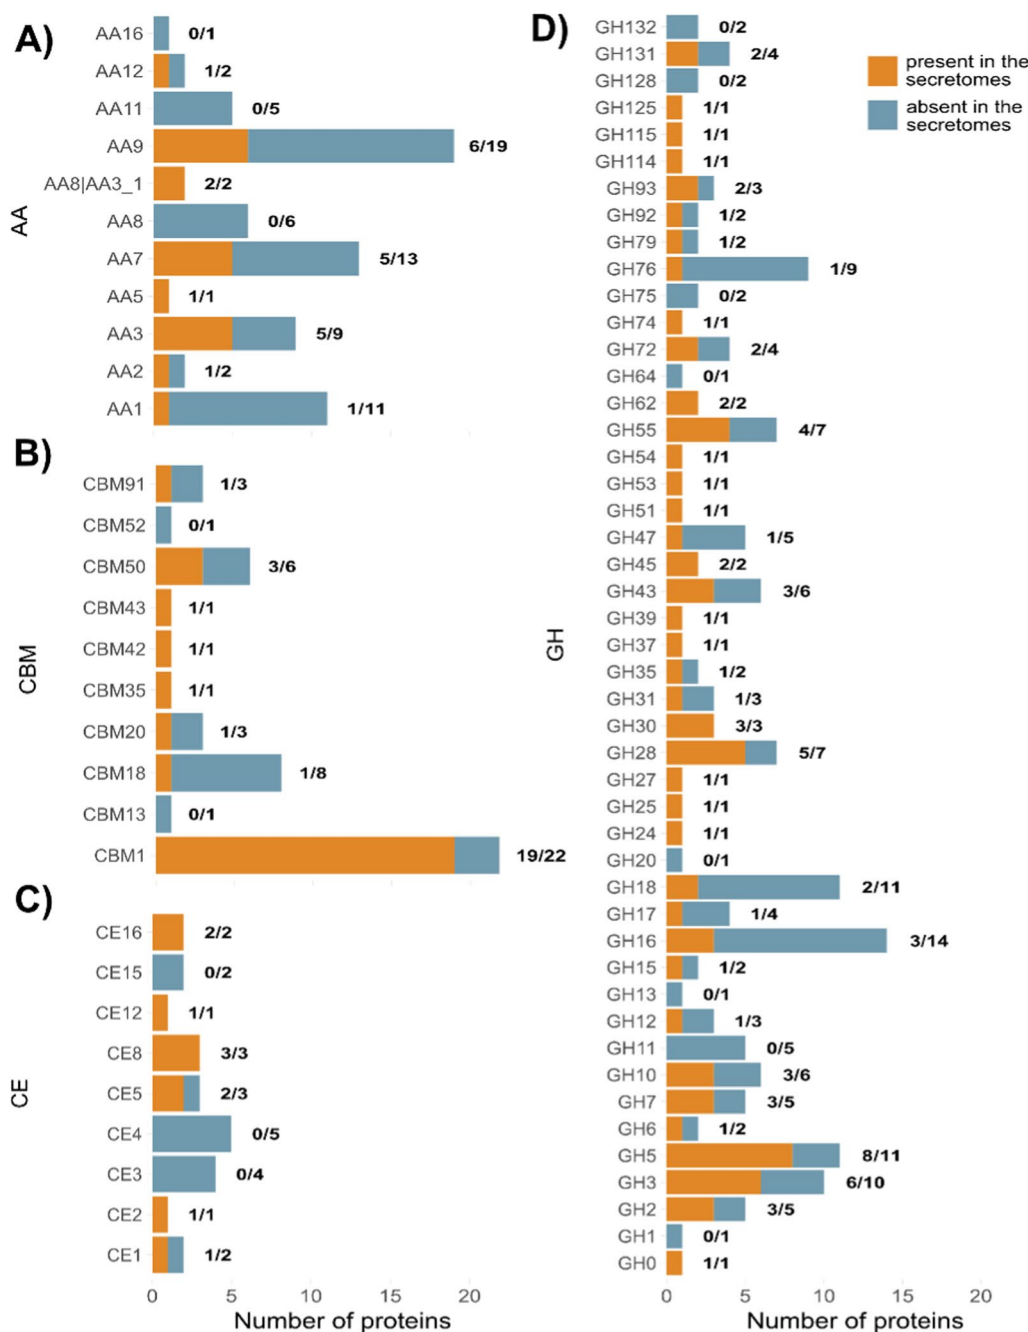 A)
AA
AA16 0/1
AA12 1/2
AA11 0/5
AA9 6/19
AA8|AA3_1 2/2
AA8 0/6
AA7 5/13
AA5 1/1
AA3 5/9
AA2 1/2
AA1 1/11
B)
CBM
CBM91 1/3
CBM52 0/1
CBM50 3/6
CBM43 1/1
CBM42 1/1
CBM35 1/1
CBM20 1/3
CBM18 1/8
CBM13 0/1
CBM1 19/22
C)
CE
CE16 2/2
CE15 0/2
CE12 1/1
CE8 3/3
CE5 2/3
CE4 0/5
CE3 0/4
CE2 1/1
CE1 1/2
0 5 10 15 20
Number of proteins
D)
GH
present in the
secretomes
absent in the
secretomes
GH132 0/2
GH131 2/4
GH128 0/2
GH125 1/1
GH115 1/1
GH114 1/1
GH93 2/3
GH92 1/2
GH79 1/2
GH76 1/9
GH75 0/2
GH74 1/1
GH72 2/4
GH64 0/1
GH62 2/2
GH55 4/7
GH54 1/1
GH53 1/1
GH51 1/1
GH47 1/5
GH45 2/2
GH43 3/6
GH39 1/1
GH37 1/1
GH35 1/2
GH31 1/3
GH30 3/3
GH28 5/7
GH27 1/1
GH25 1/1
GH24 1/1
GH20 0/1
GH18 2/11
GH17 1/4
GH16 3/14
GH15 1/2
GH13 0/1
GH12 1/3
GH11 0/5
GH10 3/6
GH7 3/5
GH6 1/2
GH5 8/11
GH3 6/10
GH2 3/5
GH1 0/1
GH0 1/1
0 5 10 15 20
Number of proteins